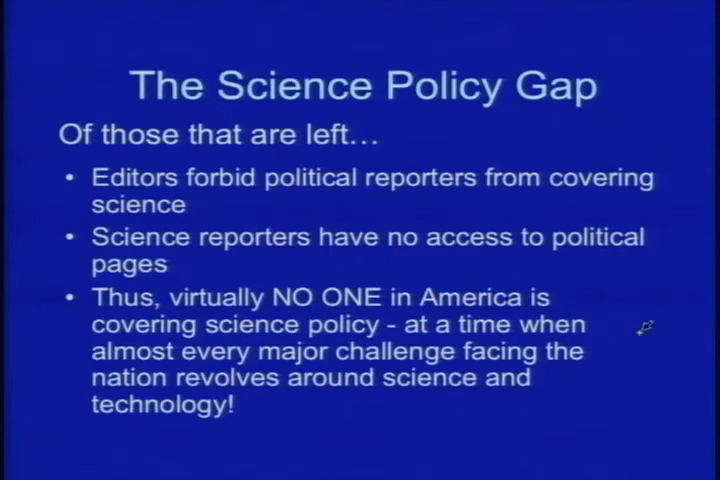 The Science Policy Gap
Of those that are left…
• Editors forbid political reporters from covering
science
• Science reporters have no access to political
pages
• Thus, virtually NO ONE in America is
covering science policy - at a time when
almost every major challenge facing the
nation revolves around science and
technology!